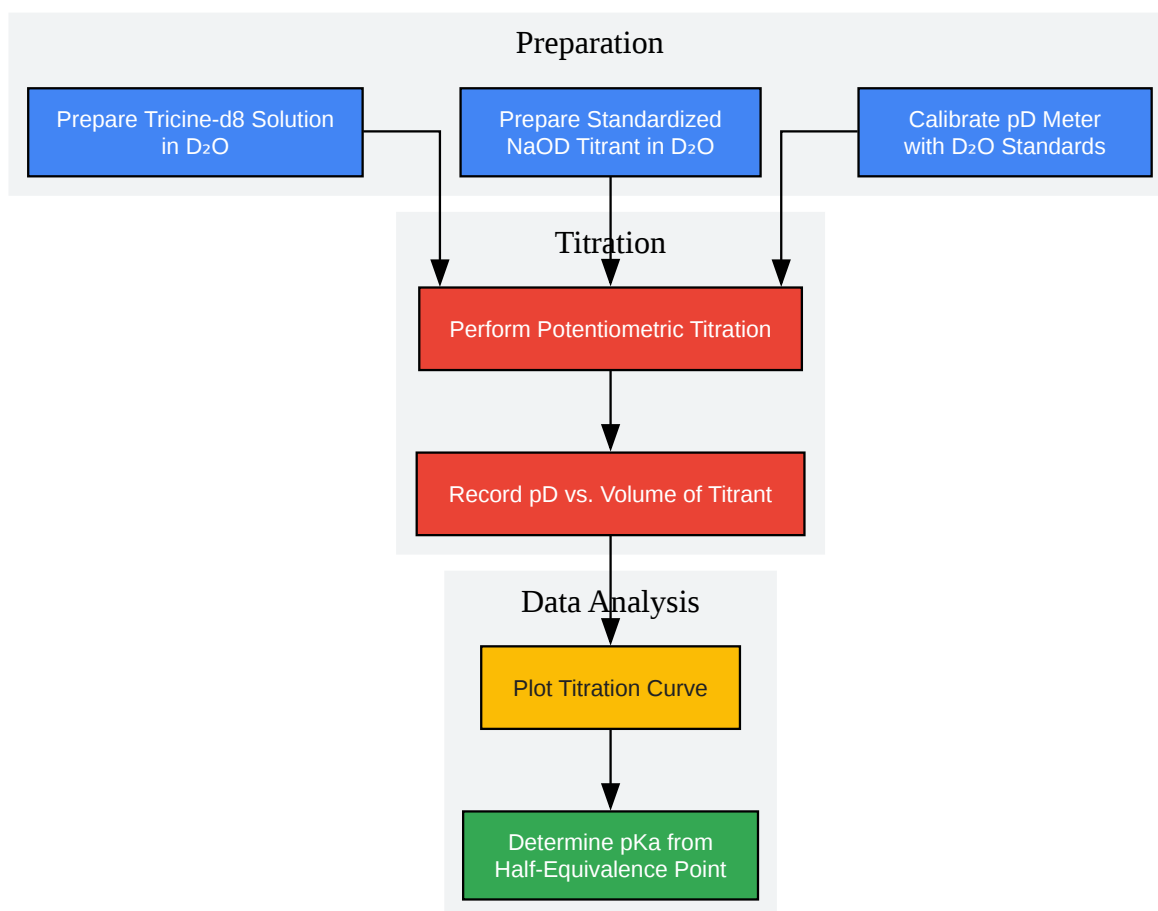 Preparation
Prepare Tricine-d8 Solution
in D₂O
Prepare Standardized
NaOD Titrant in D₂O
Calibrate pD Meter
with D₂O Standards
Titration
Perform Potentiometric Titration
Record pD vs. Volume of Titrant
Data Analysis
Plot Titration Curve
Determine pKa from
Half-Equivalence Point